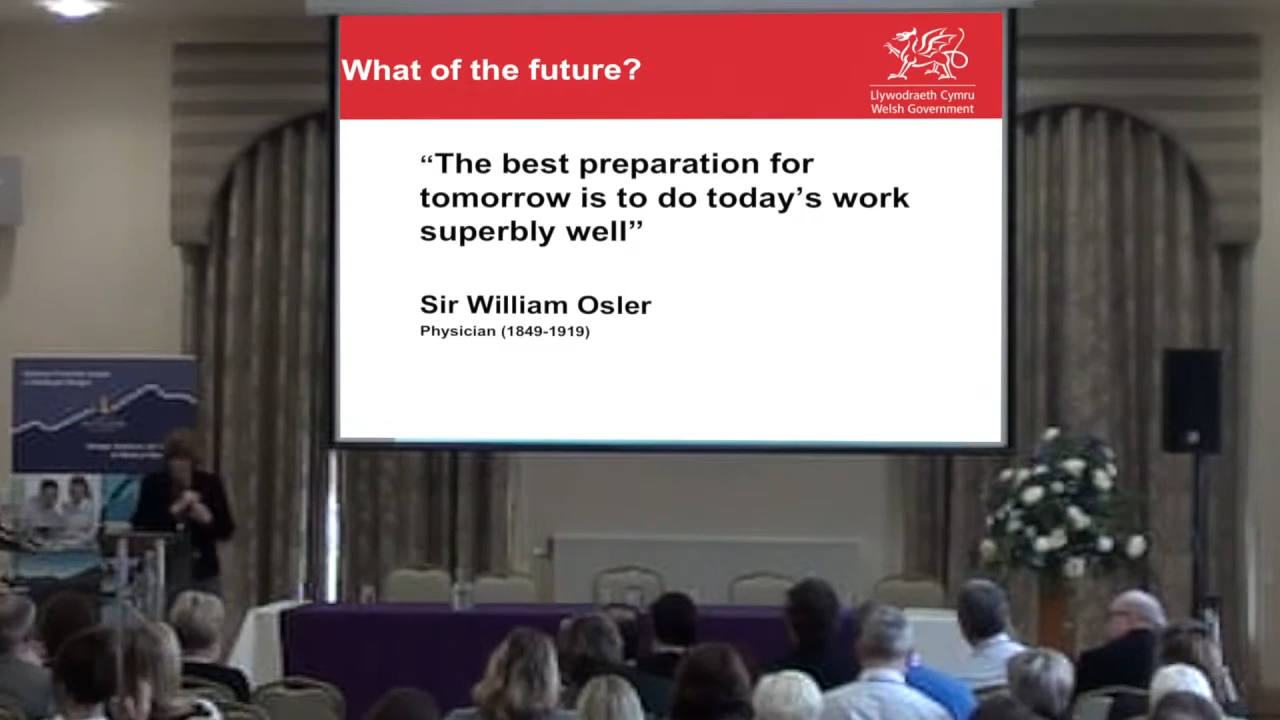 What of the future?
Llywodraeth Cymru
Welsh Government
“The best preparation for
tomorrow is to do today’s work
superbly well”
Sir William Osler
Physician (1849-1919)